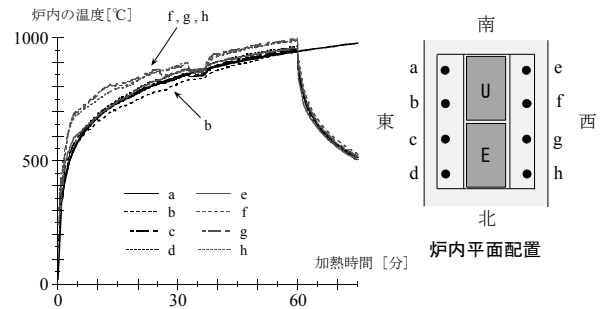 炉内の温度[℃]
f , g , h
1000
500
0
b
a e
b f
c g
d h
加熱時間 [分]
0 30 60
南
a e
b U f
東 西
c g
d E h
北
炉内平面配置